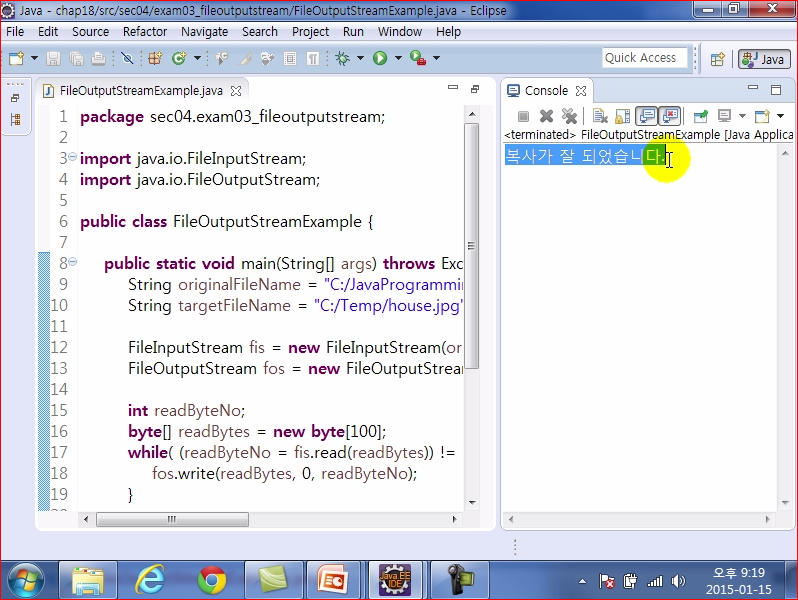 Java - chap18/src/sec04/exam03_fileoutputstream/FileOutputStreamExample.java - Eclipse
File Edit Source Refactor Navigate Search Project Run Window Help
Quick Access
Java
FileOutputStreamExample.java
1 package sec04.exam03_fileoutputstream;
2
3 import java.io.FileInputStream;
4 import java.io.FileOutputStream;
5
6 public class FileOutputStreamExample {
7
8 public static void main(String[] args) throws Exc
9 String originalFileName = "C:/JavaProgrammin
10 String targetFileName = "C:/Temp/house.jpg"
11
12 FileInputStream fis = new FileInputStream(or
13 FileOutputStream fos = new FileOutputStrear
14
15 int readByteNo;
16 byte[] readBytes = new byte[100];
17 while( (readByteNo = fis.read(readBytes)) !=
18 fos.write(readBytes, 0, readByteNo);
19 }
Console
<terminated> FileOutputStreamExample [Java Applica
복사가 잘 되었습니다.
Java EE
IDE
오후 9:19
2015-01-15